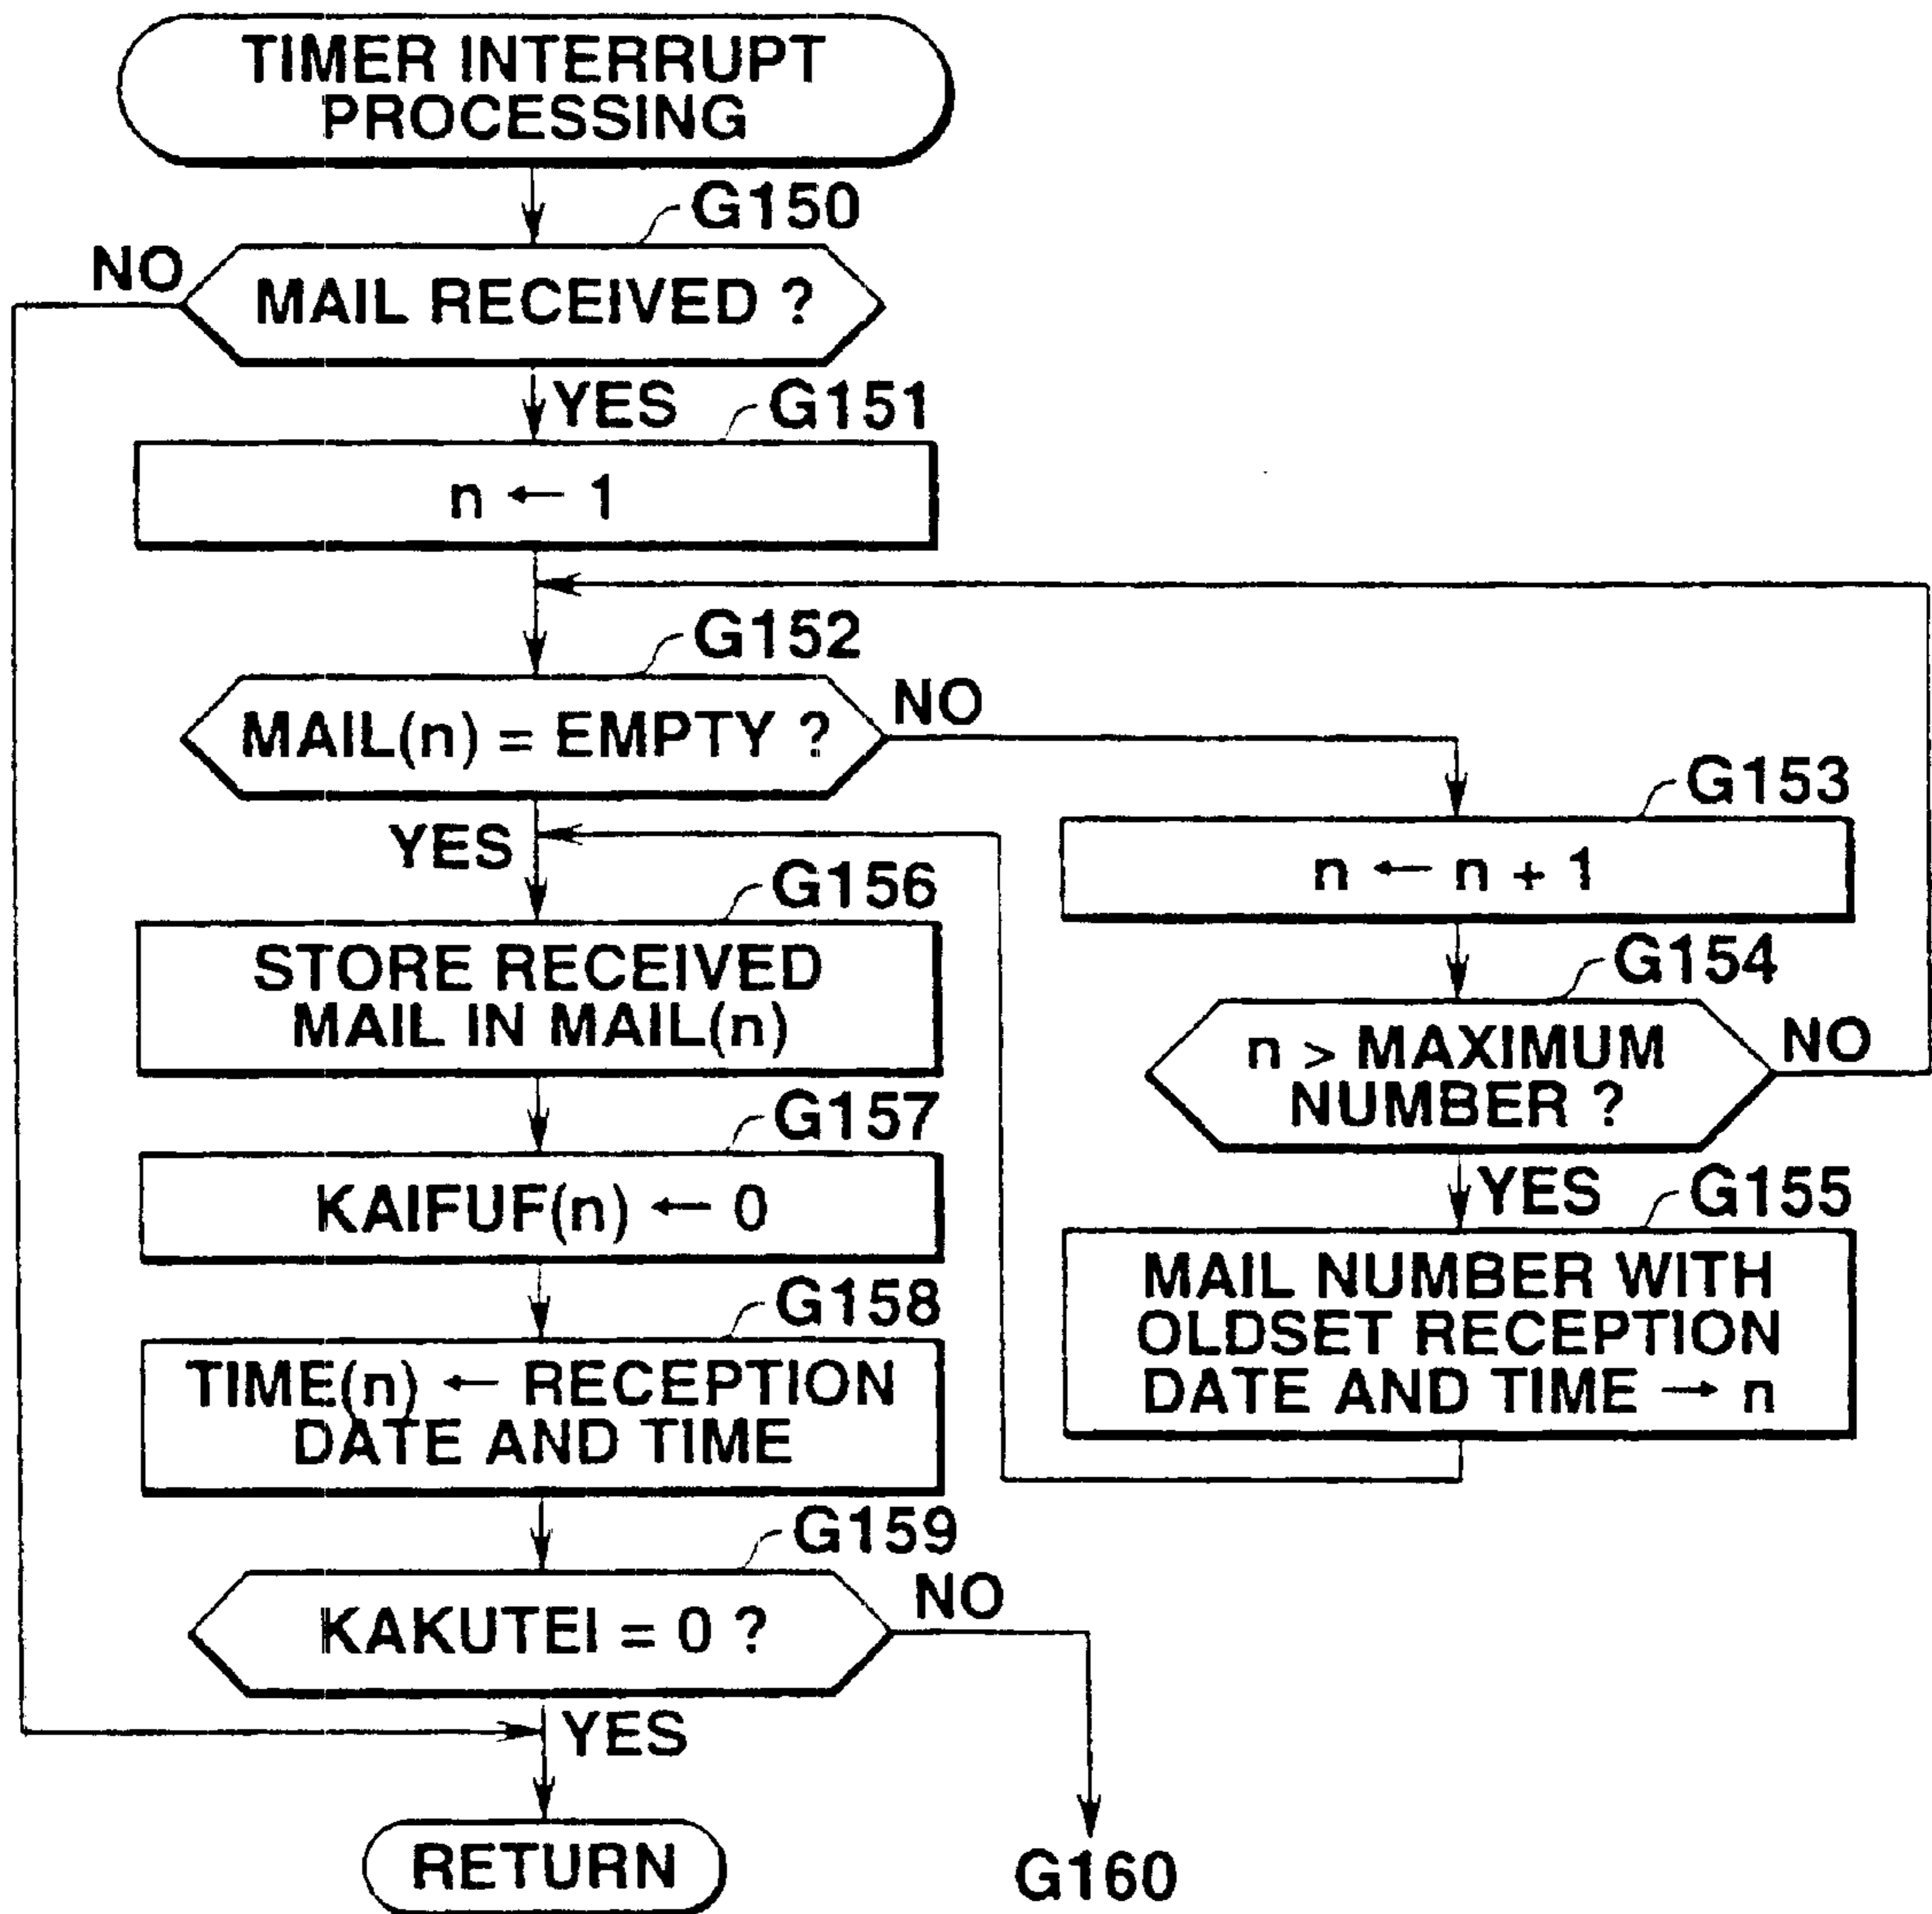 TIMER INTERRUPT
PROCESSING
G150
NO
MAIL RECEIVED ?
YES
G151
n ← 1
G152
MAIL(n) = EMPTY ?
NO
G153
n ← n + 1
YES
G154
n > MAXIMUM
NUMBER ?
NO
YES
G155
MAIL NUMBER WITH
OLDSET RECEPTION
DATE AND TIME → n
G156
STORE RECEIVED
MAIL IN MAIL(n)
G157
KAIFUF(n) ← 0
G158
TIME(n) ← RECEPTION
DATE AND TIME
G159
KAKUTEI = 0 ?
NO
YES
RETURN
G160